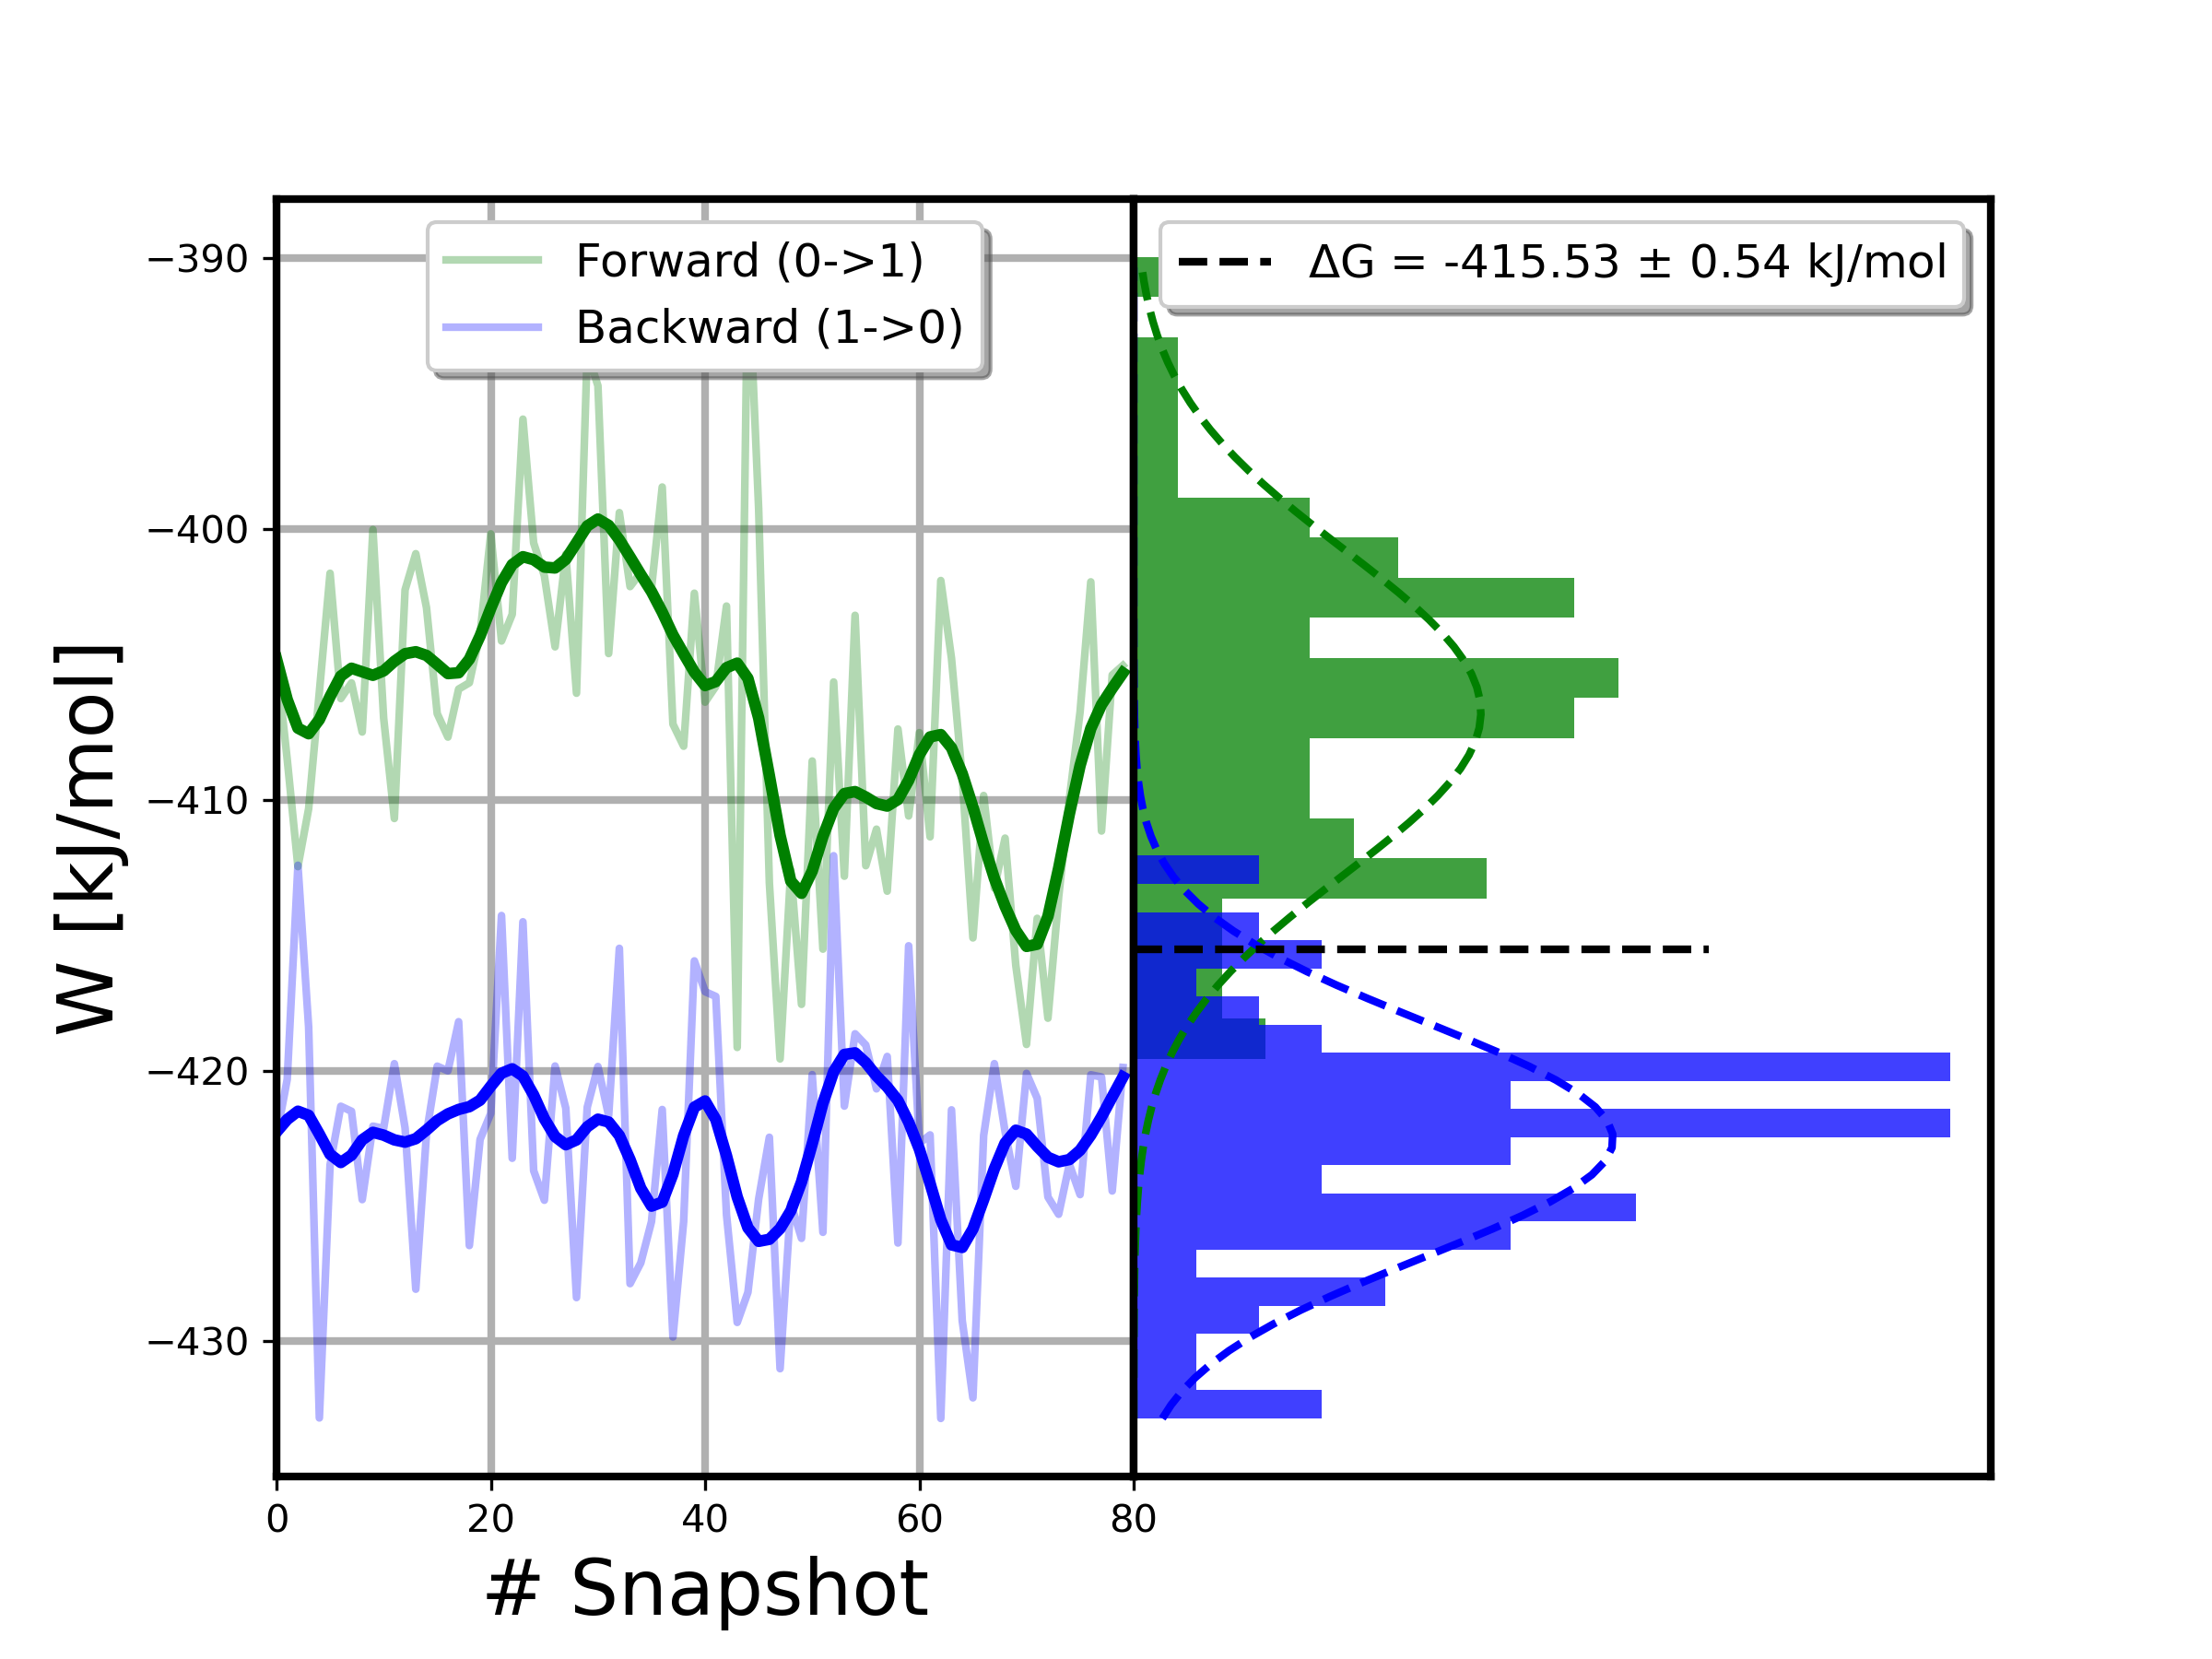 Forward (0->1)
Backward (1->0)
ΔG = -415.53 ± 0.54 kJ/mol
−390
−400
−410
−420
−430
W [kJ/mol]
0 20 40 60 80
# Snapshot